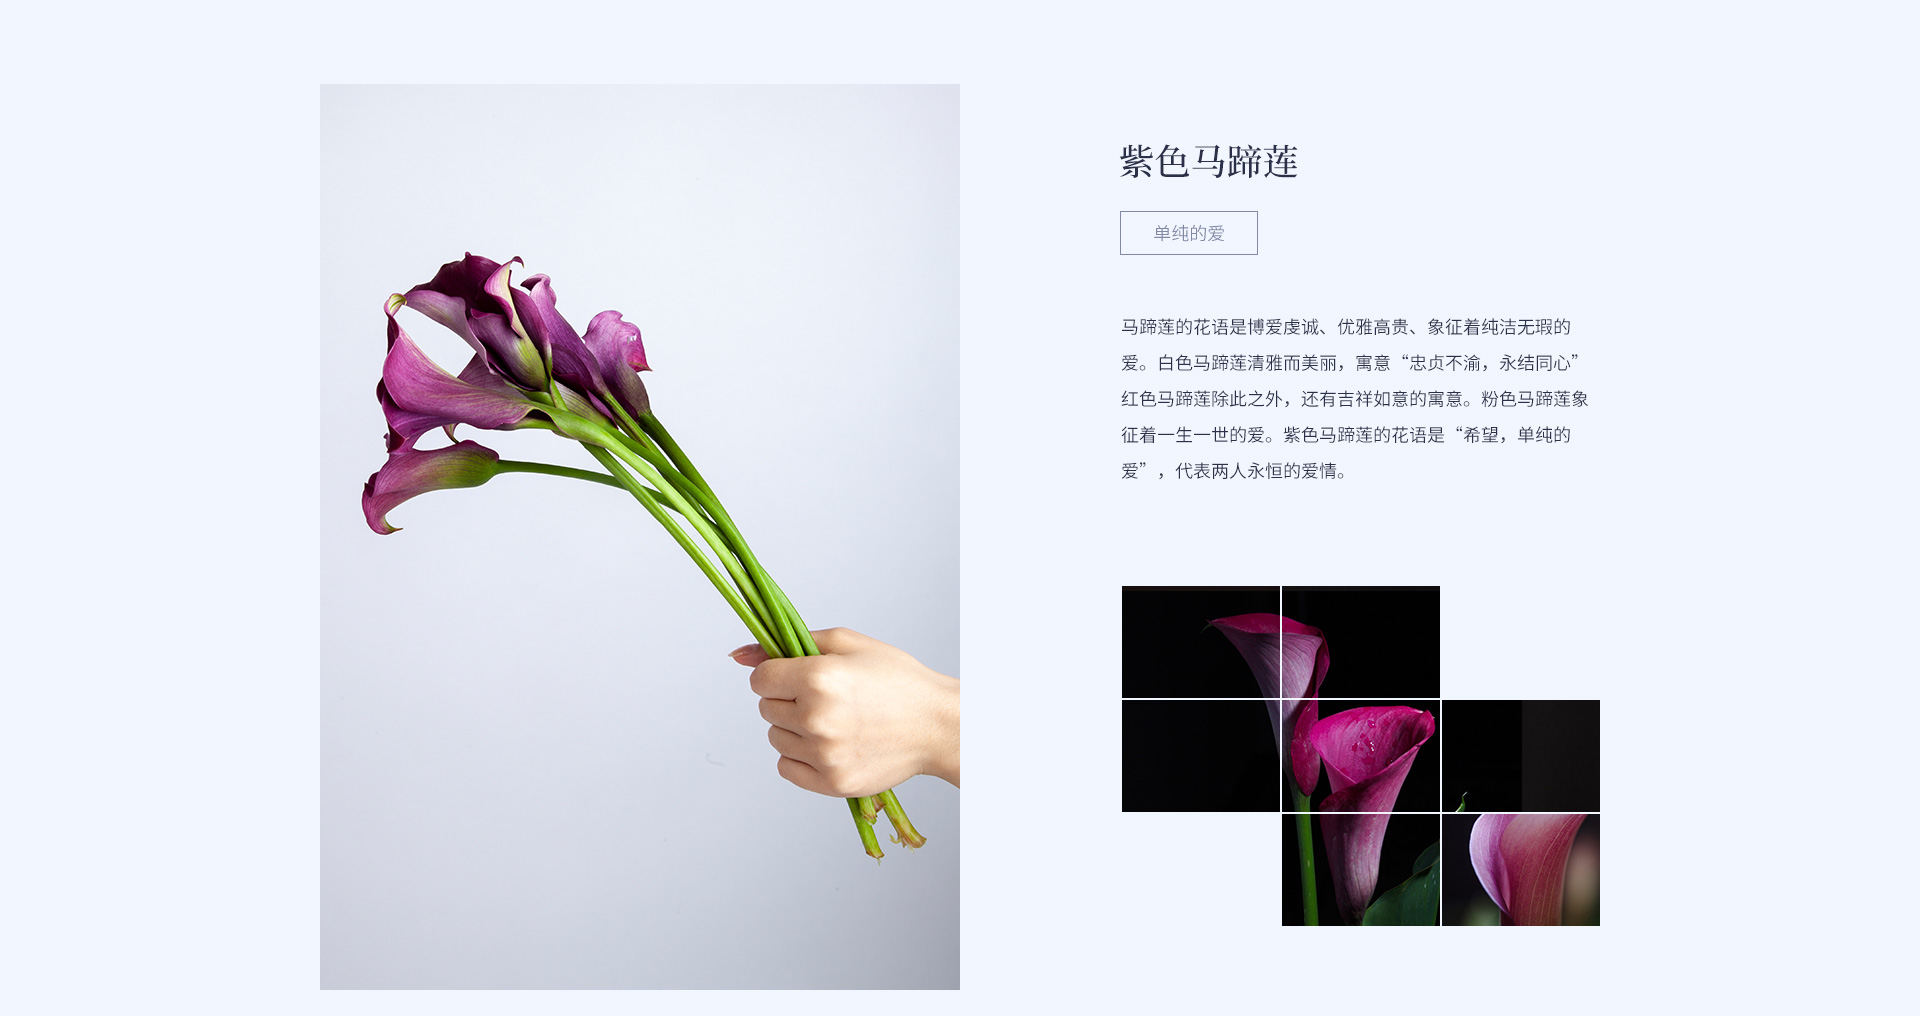 紫色马蹄莲
单纯的爱
马蹄莲的花语是博爱虔诚、优雅高贵、象征着纯洁无瑕的
爱。白色马蹄莲清雅而美丽，寓意“忠贞不渝，永结同心”
红色马蹄莲除此之外，还有吉祥如意的寓意。粉色马蹄莲象
征着一生一世的爱。紫色马蹄莲的花语是“希望，单纯的
爱”，代表两人永恒的爱情。